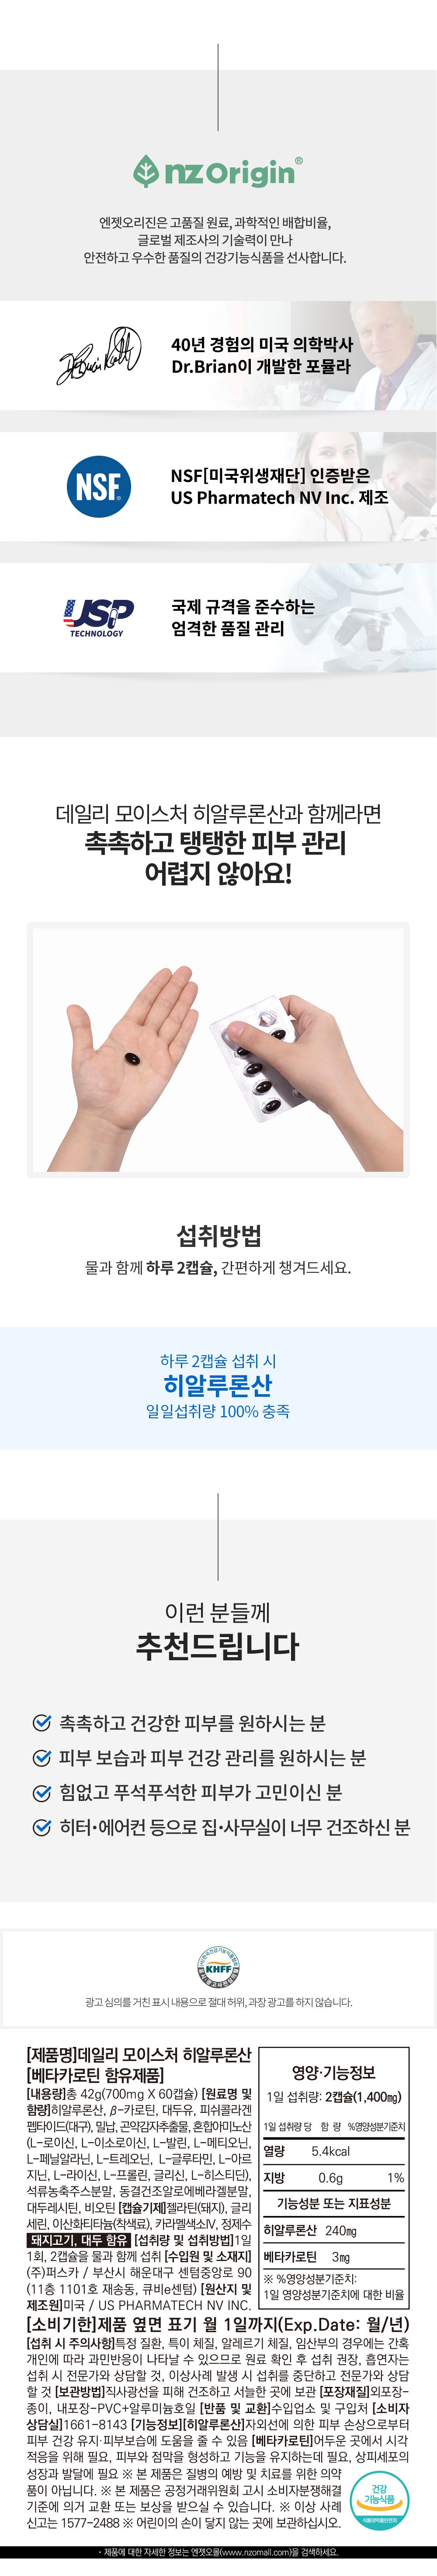 nzOrigin®
엔젯오리진은 고품질 원료, 과학적인 배합비율,
글로벌 제조사의 기술력이 만나
안전하고 우수한 품질의 건강기능식품을 선사합니다.
40년 경험의 미국 의학박사
Dr.Brian이 개발한 포뮬라
NSF®
NSF[미국위생재단] 인증받은
US Pharmatech NV Inc. 제조
USP
TECHNOLOGY
국제 규격을 준수하는
엄격한 품질 관리
데일리 모이스처 히알루론산과 함께라면
촉촉하고 탱탱한 피부 관리
어렵지 않아요!
섭취방법
물과 함께 하루 2캡슐, 간편하게 챙겨드세요.
하루 2캡슐 섭취 시
히알루론산
일일섭취량 100% 충족
이런 분들께
추천드립니다
촉촉하고 건강한 피부를 원하시는 분
피부 보습과 피부 건강 관리를 원하시는 분
힘없고 푸석푸석한 피부가 고민이신 분
히터•에어컨 등으로 집•사무실이 너무 건조하신 분
KHFF
광고 심의를 거친 표시 내용으로 절대 허위, 과장 광고를 하지 않습니다.
[제품명]데일리 모이스처 히알루론산
[베타카로틴 함유제품]
[내용량]총 42g(700mg X 60캡슐) [원료명 및
함량]히알루론산, β-카로틴, 대두유, 피쉬콜라겐
펩타이드(대구), 밀납, 곤약감자추출물, 혼합아미노산
(L-로이신, L-이소로이신, L-발린, L-메티오닌,
L-페닐알라닌, L-트레오닌, L-글루타민, L-아르
지닌, L-라이신, L-프롤린, 글리신, L-히스티딘),
석류농축주스분말, 동결건조알로에베라겔분말,
대두레시틴, 비오틴 [캡슐기제]젤라틴(돼지), 글리
세린, 이산화티타늄(착색료), 카라멜색소IV, 정제수
돼지고기, 대두 함유 [섭취량 및 섭취방법]1일
1회, 2캡슐을 물과 함께 섭취 [수입원 및 소재지]
(주)퍼스카 / 부산시 해운대구 센텀중앙로 90
(11층 1101호 재송동, 큐비e센텀) [원산지 및
제조원]미국 / US PHARMATECH NV INC.
영양·기능정보
1일 섭취량: 2캡슐(1,400㎎)
1일 섭취량 당 함 량 %영양성분기준치
열량 5.4kcal
지방 0.6g 1%
기능성분 또는 지표성분
히알루론산 240㎎
베타카로틴 3㎎
※ %영양성분기준치:
1일 영양성분기준치에 대한 비율
[소비기한]제품 옆면 표기 월 1일까지(Exp.Date: 월/년)
[섭취 시 주의사항]특정 질환, 특이 체질, 알레르기 체질, 임산부의 경우에는 간혹
개인에 따라 과민반응이 나타날 수 있으므로 원료 확인 후 섭취 권장, 흡연자는
섭취 시 전문가와 상담할 것, 이상사례 발생 시 섭취를 중단하고 전문가와 상담
할 것 [보관방법]직사광선을 피해 건조하고 서늘한 곳에 보관 [포장재질]외포장-
종이, 내포장-PVC+알루미늄호일 [반품 및 교환]수입업소 및 구입처 [소비자
상담실]1661-8143 [기능정보][히알루론산]자외선에 의한 피부 손상으로부터
피부 건강 유지·피부보습에 도움을 줄 수 있음 [베타카로틴]어두운 곳에서 시각
적응을 위해 필요, 피부와 점막을 형성하고 기능을 유지하는데 필요, 상피세포의
성장과 발달에 필요 ※ 본 제품은 질병의 예방 및 치료를 위한 의약
품이 아닙니다. ※ 본 제품은 공정거래위원회 고시 소비자분쟁해결
기준에 의거 교환 또는 보상을 받으실 수 있습니다. ※ 이상 사례
신고는 1577-2488 ※ 어린이의 손이 닿지 않는 곳에 보관하십시오.
건강
기능식품
식품의약품안전처
• 제품에 대한 자세한 정보는 엔젯오몰(www.nzomall.com)을 검색하세요.